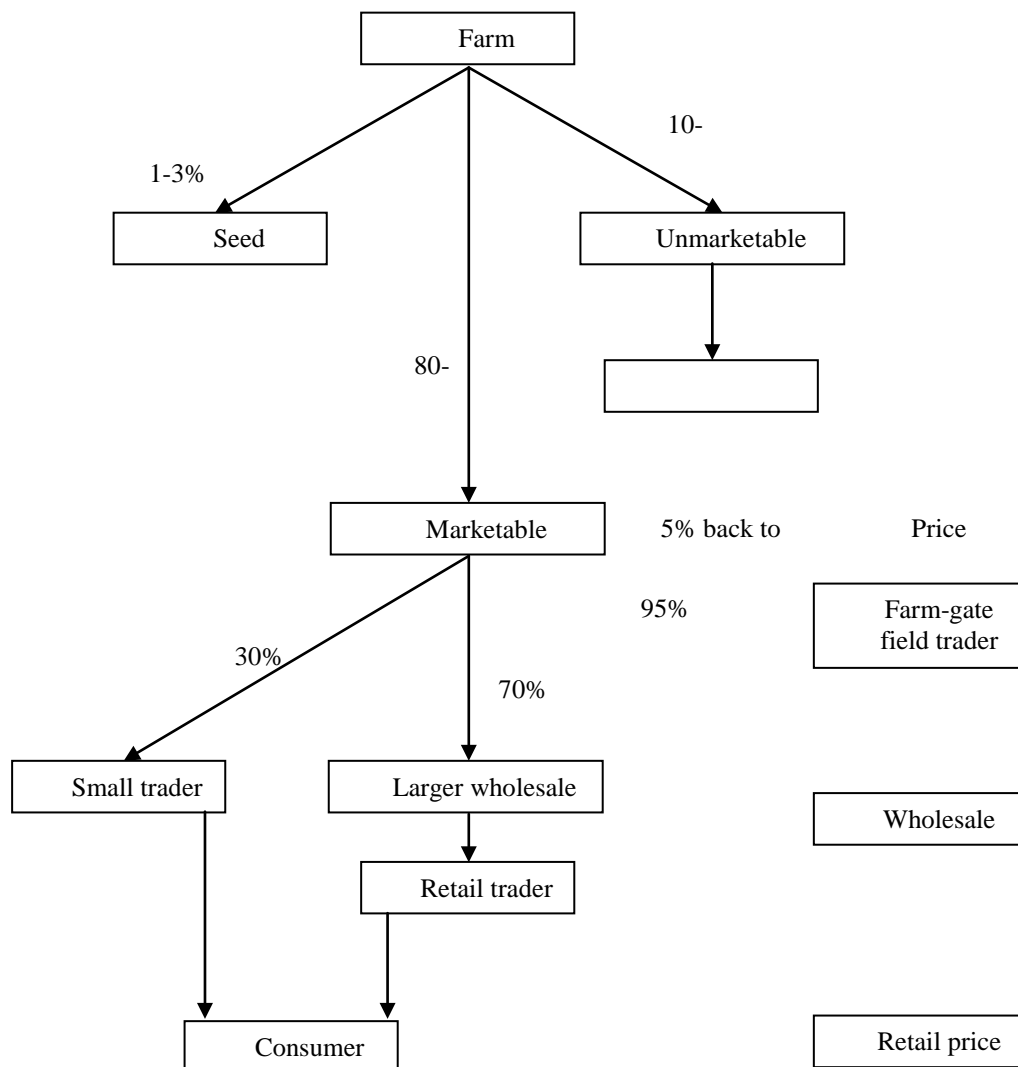 Farm
10-
1-3%
Seed
Unmarketable
80-
Marketable
5% back to
Price
95%
Farm-gate
field trader
30%
70%
Small trader
Larger wholesale
Wholesale
Retail trader
Consumer
Retail price